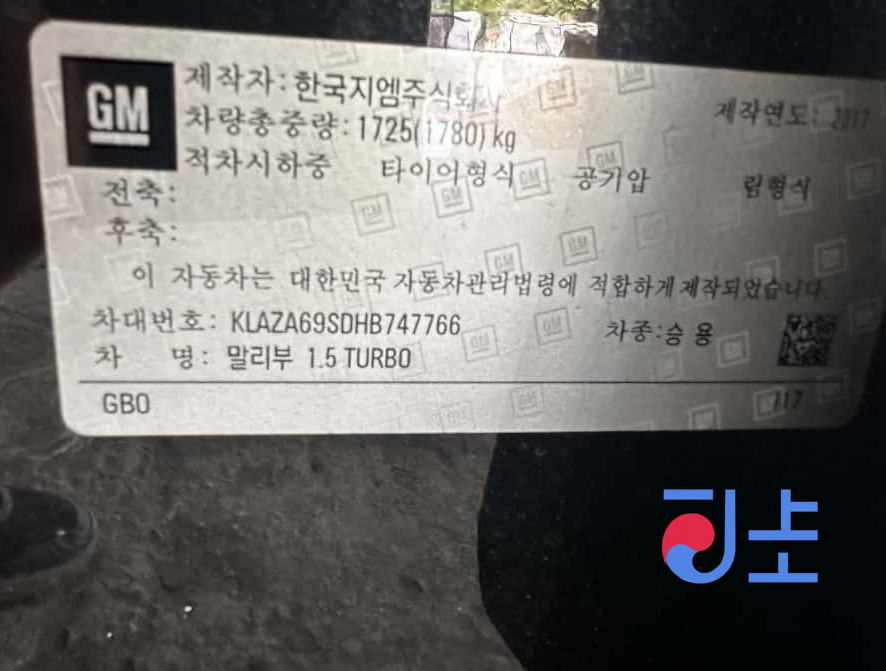 GM
제작자: 한국지엠주식회사 제작연도: 2017
차량총중량: 1725(1780) kg
적차시하중 타이어형식 공기압 림형식
전축:
후축:
이 자동차는 대한민국 자동차관리법령에 적합하게 제작되었습니다.
차대번호: KLAZA69SDHB747766 차종:승용
차 명: 말리부 1.5 TURBO
GB0 117